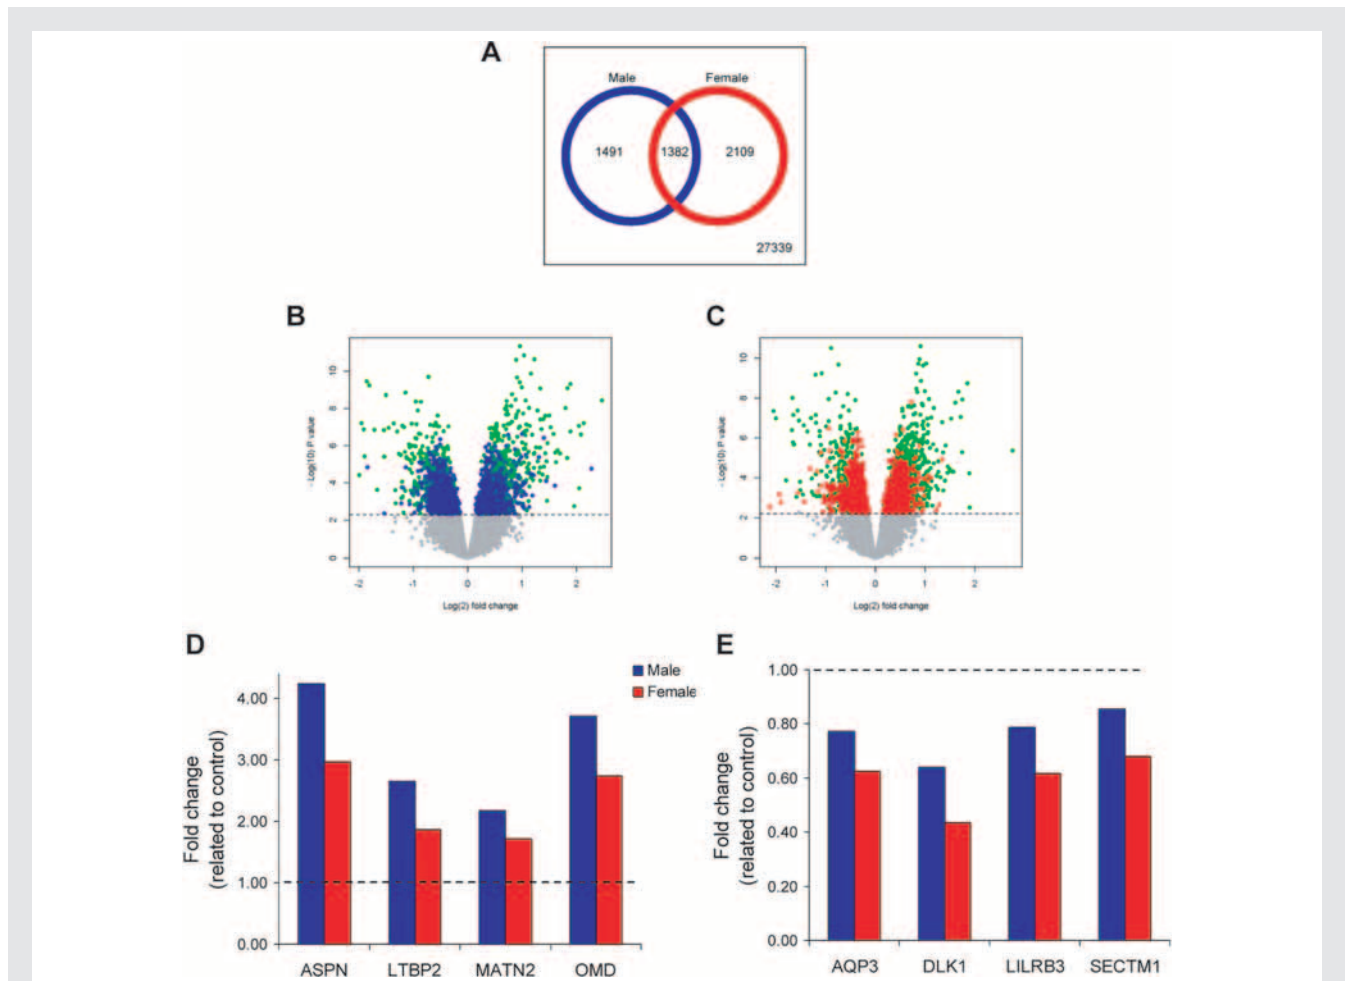 A
Male Female
1491 1382 2109
27339
B
C
- Log(10) P value
10
8
6
4
2
0
-2 -1 0 1 2
Log(2) fold change
- Log(10) P value
10
8
6
4
2
0
-2 -1 0 1 2
Log(2) fold change
D
Male
Female
Fold change
(related to control)
4.00
3.00
2.00
1.00
0.00
ASPN LTBP2 MATN2 OMD
E
Fold change
(related to control)
1.00
0.80
0.60
0.40
0.20
0.00
AQP3 DLK1 LILRB3 SECTM1